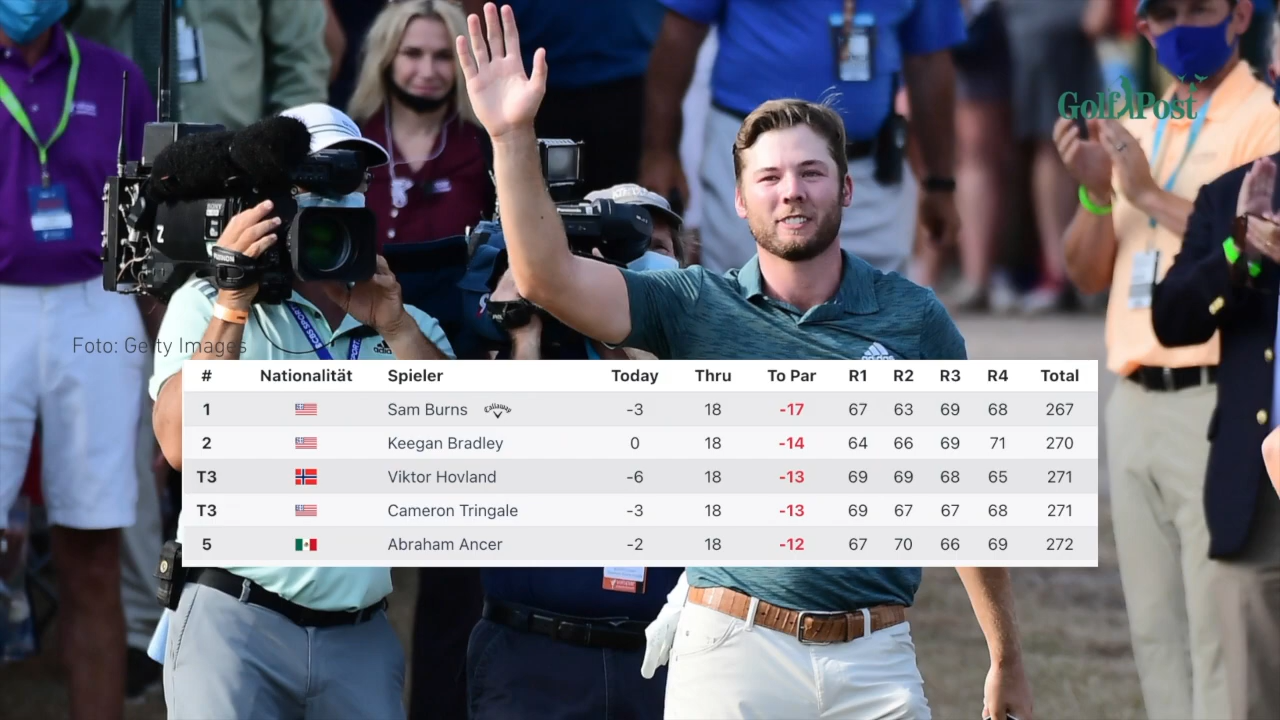 Golf Post
Foto: Getty Images
# Nationalität Spieler Today Thru To Par R1 R2 R3 R4 Total
1 Sam Burns Callaway -3 18 -17 67 63 69 68 267
2 Keegan Bradley 0 18 -14 64 66 69 71 270
T3 Viktor Hovland -6 18 -13 69 69 68 65 271
T3 Cameron Tringale -3 18 -13 69 67 67 68 271
5 Abraham Ancer -2 18 -12 67 70 66 69 272
adidas